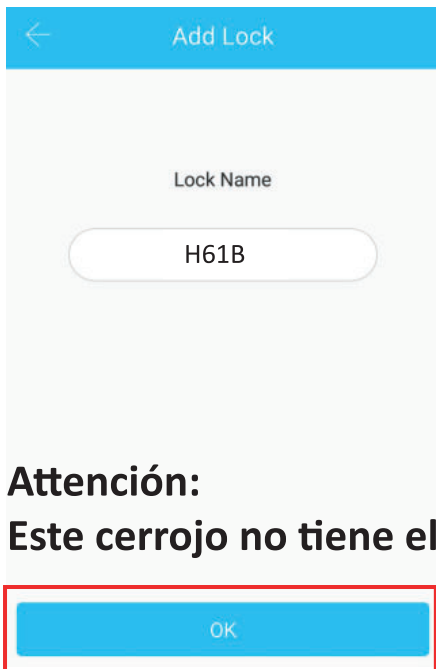 Add Lock
Lock Name
H61B
Attención:
Este cerrojo no tiene el
OK